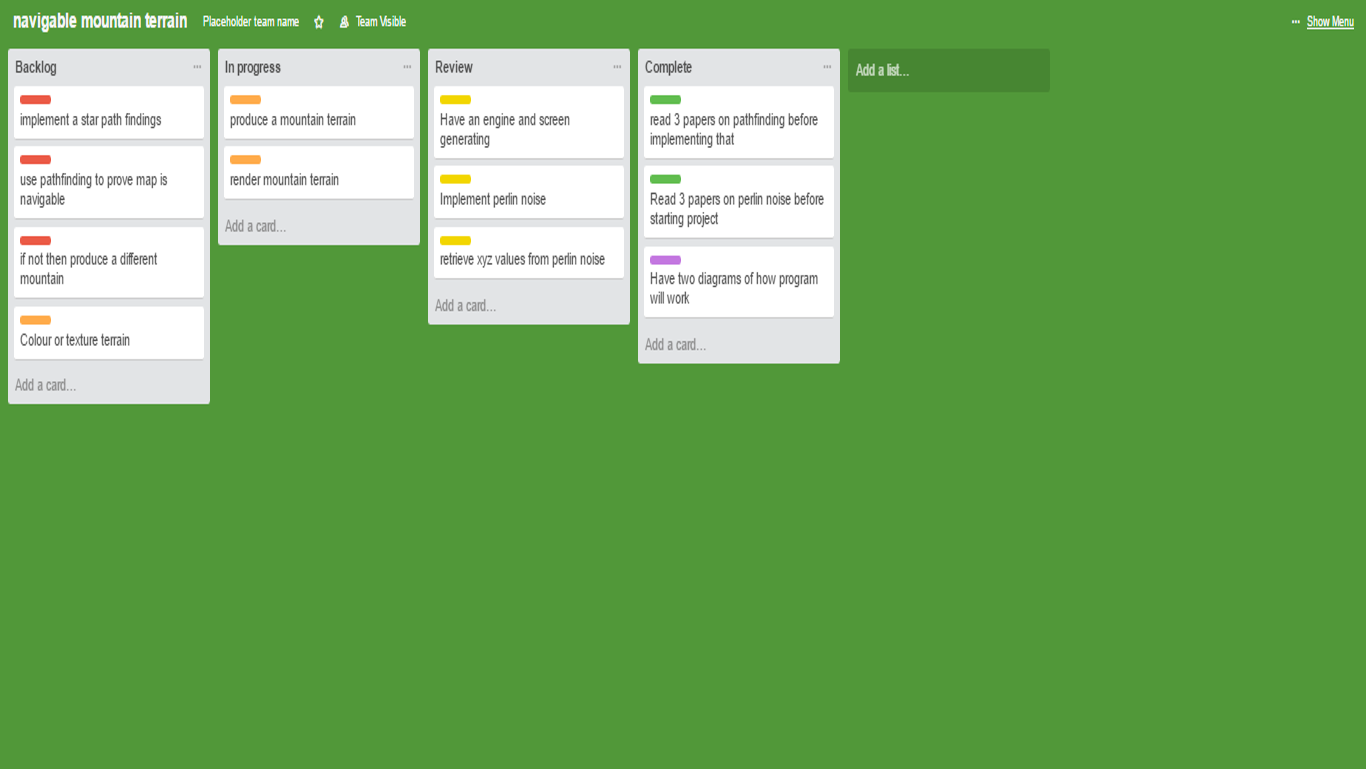 navigable mountain terrain
Placeholder team name
Team Visible
... Show Menu
Backlog
...
implement a star path findings
use pathfinding to prove map is
navigable
if not then produce a different
mountain
Colour or texture terrain
Add a card...
In progress
...
produce a mountain terrain
render mountain terrain
Add a card...
Review
...
Have an engine and screen
generating
Implement perlin noise
retrieve xyz values from perlin noise
Add a card...
Complete
...
read 3 papers on pathfinding before
implementing that
Read 3 papers on perlin noise before
starting project
Have two diagrams of how program
will work
Add a card...
Add a list...